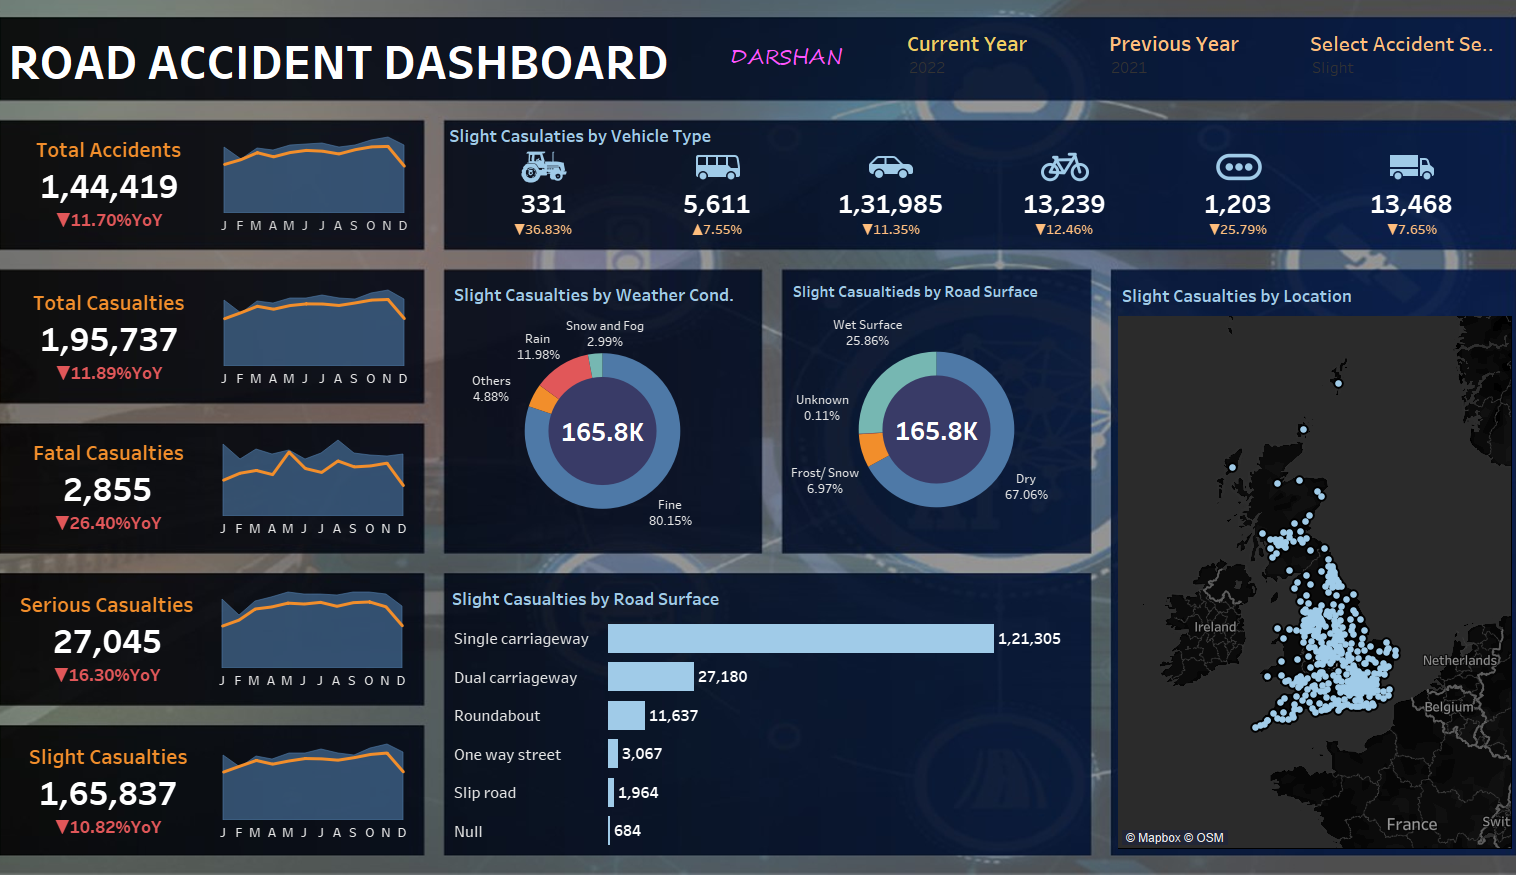 ROAD ACCIDENT DASHBOARD
DARSHAN
Current Year
2022
Previous Year
2021
Select Accident Se..
Slight
Total Accidents
1,44,419
▼11.70%YoY
J F M A M J J A S O N D
Slight Casulaties by Vehicle Type
331
▼36.83%
5,611
▲7.55%
1,31,985
▼11.35%
13,239
▼12.46%
1,203
▼25.79%
13,468
▼7.65%
Total Casualties
1,95,737
▼11.89%YoY
J F M A M J J A S O N D
Fatal Casualties
2,855
▼26.40%YoY
J F M A M J J A S O N D
Serious Casualties
27,045
▼16.30%YoY
J F M A M J J A S O N D
Slight Casualties
1,65,837
▼10.82%YoY
J F M A M J J A S O N D
Slight Casualties by Weather Cond.
Snow and Fog
2.99%
Rain
11.98%
Others
4.88%
165.8K
Fine
80.15%
Slight Casualtieds by Road Surface
Wet Surface
25.86%
Unknown
0.11%
165.8K
Frost/ Snow
6.97%
Dry
67.06%
Slight Casualties by Road Surface
Single carriageway 1,21,305
Dual carriageway 27,180
Roundabout 11,637
One way street 3,067
Slip road 1,964
Null 684
Slight Casualties by Location
Ireland
Netherlands
Belgium
France
Swit
© Mapbox © OSM